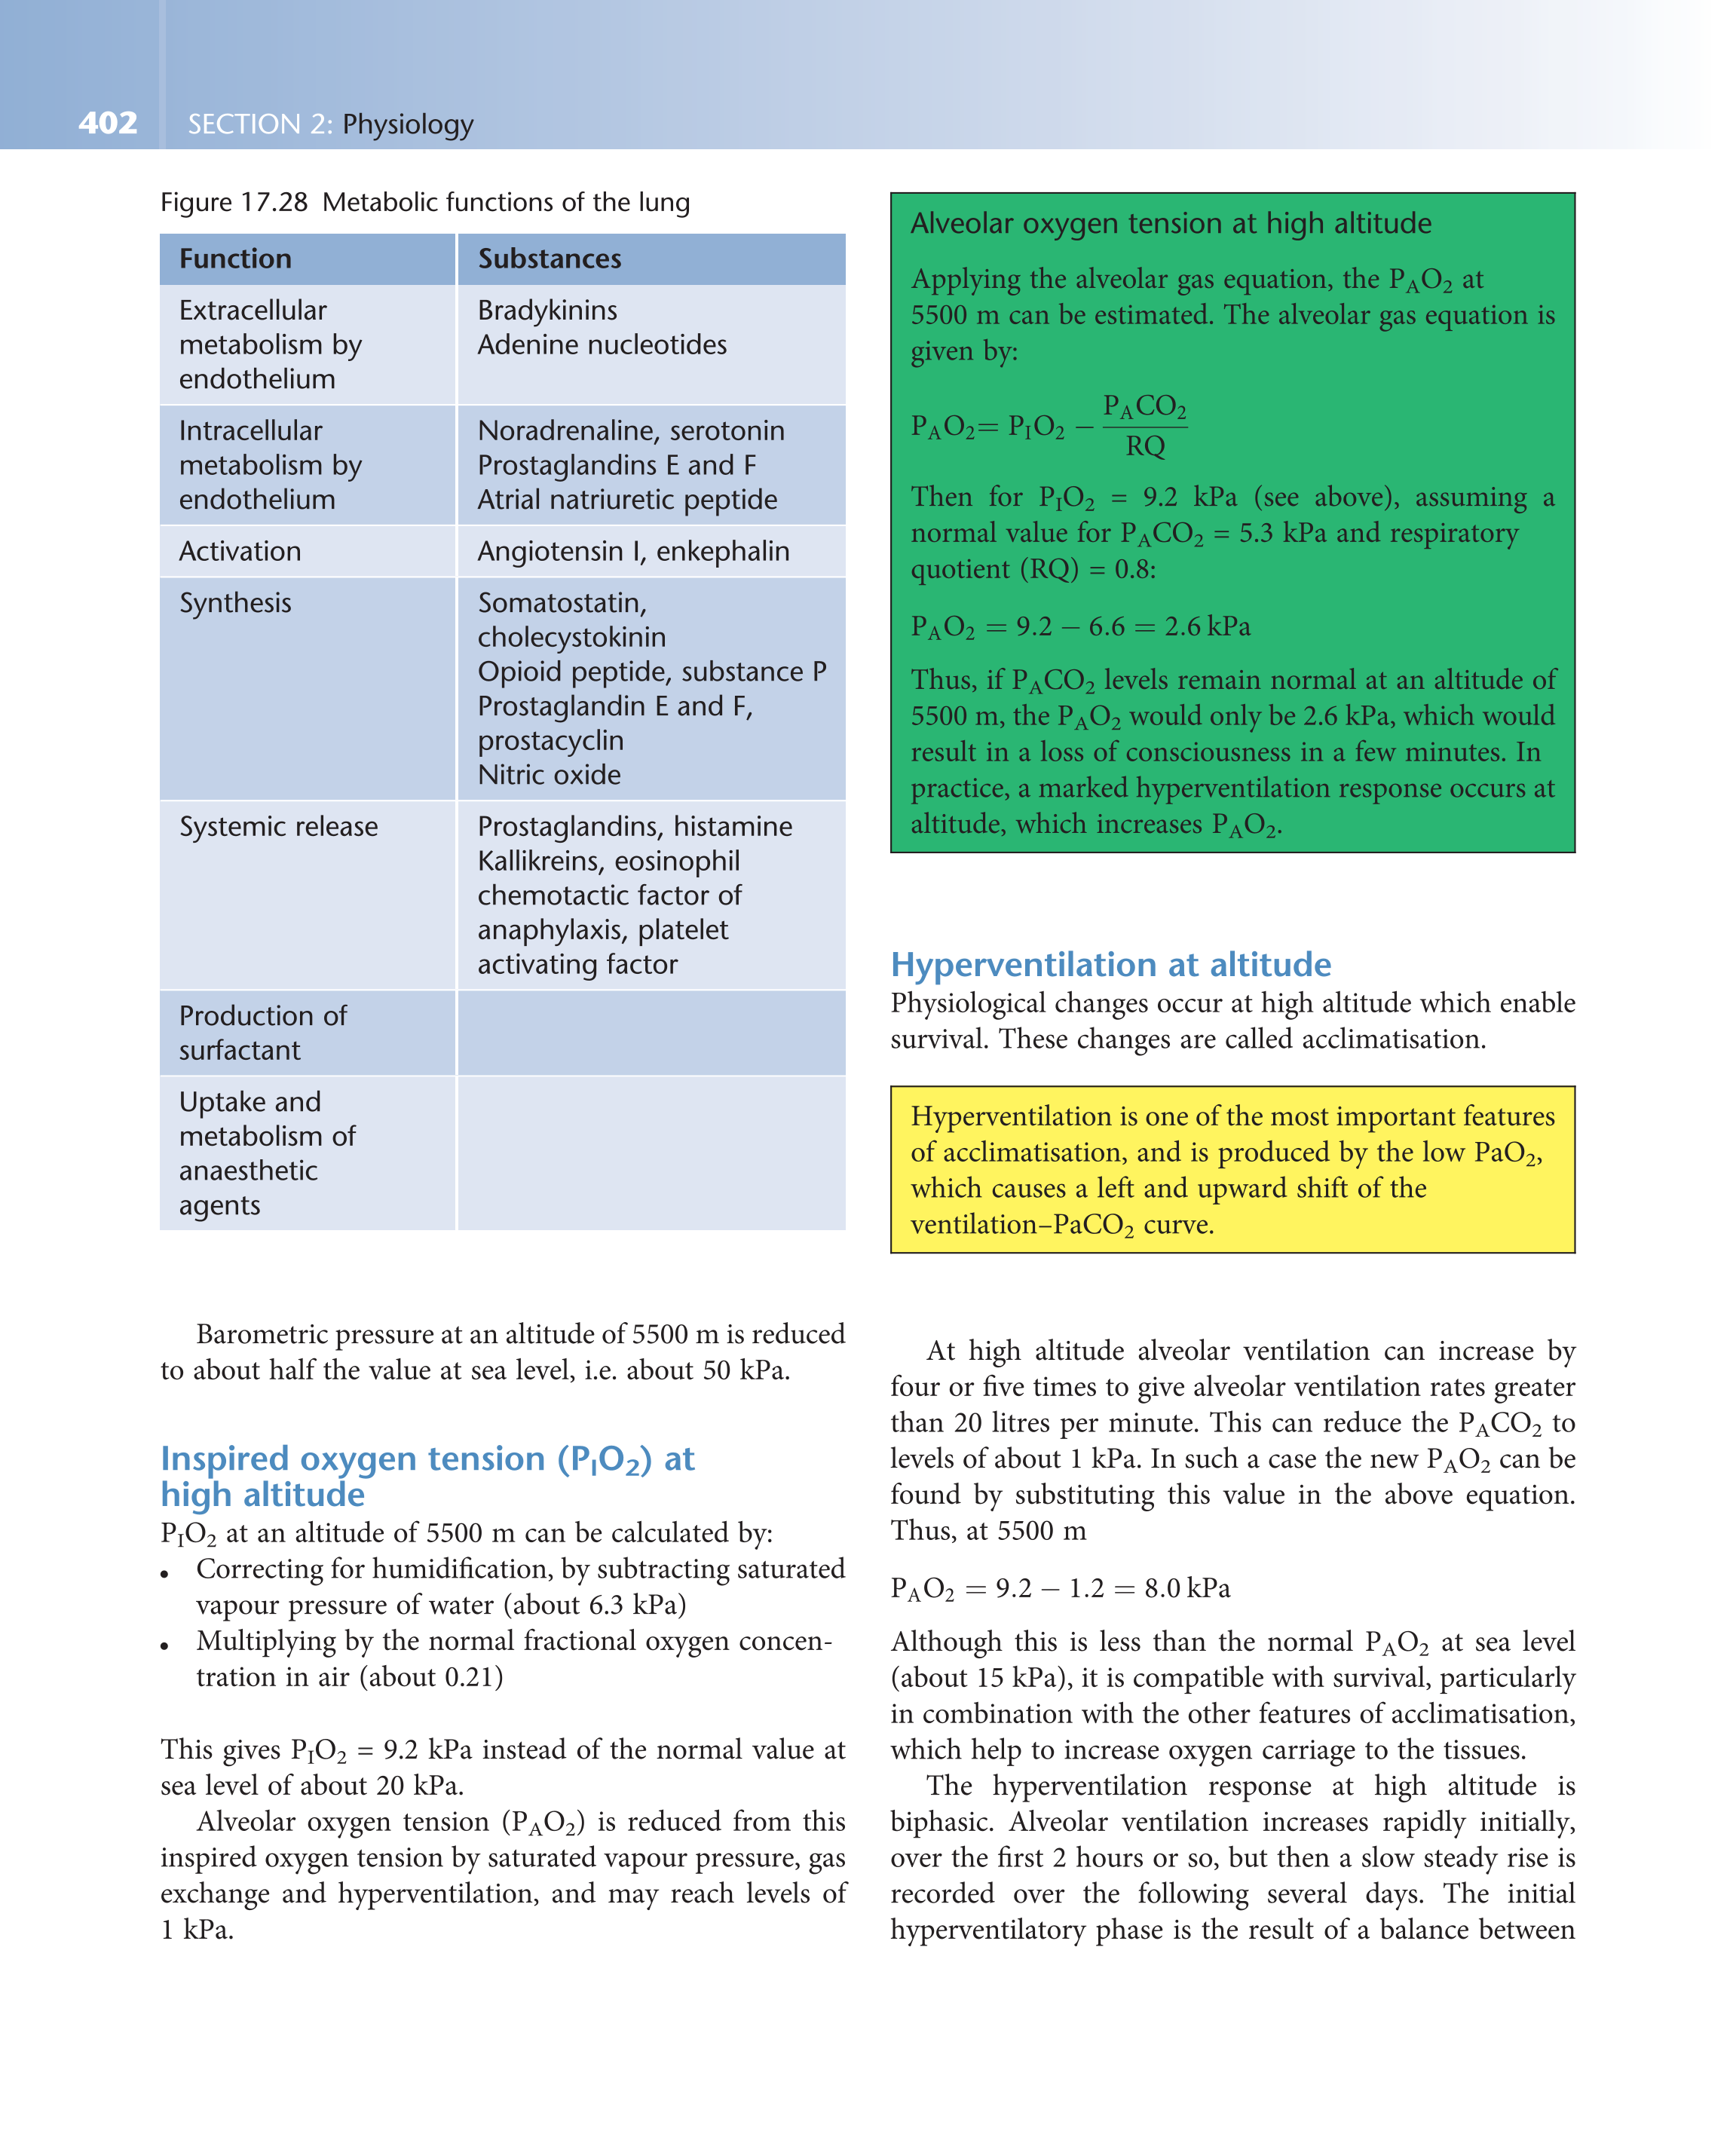 402 SECTION 2: Physiology
Figure 17.28 Metabolic functions of the lung
Function Substances
Extracellular
metabolism by
endothelium
Bradykinins
Adenine nucleotides
Intracellular
metabolism by
endothelium
Noradrenaline, serotonin
Prostaglandins E and F
Atrial natriuretic peptide
Activation
Angiotensin I, enkephalin
Synthesis
Somatostatin,
cholecystokinin
Opioid peptide, substance P
Prostaglandin E and F,
prostacyclin
Nitric oxide
Systemic release
Prostaglandins, histamine
Kallikreins, eosinophil
chemotactic factor of
anaphylaxis, platelet
activating factor
Production of
surfactant
Uptake and
metabolism of
anaesthetic
agents
Barometric pressure at an altitude of 5500 m is reduced
to about half the value at sea level, i.e. about 50 kPa.
Inspired oxygen tension (PIO2) at
high altitude
PIO2 at an altitude of 5500 m can be calculated by:
• Correcting for humidification, by subtracting saturated
vapour pressure of water (about 6.3 kPa)
• Multiplying by the normal fractional oxygen concen-
tration in air (about 0.21)
This gives PIO2 = 9.2 kPa instead of the normal value at
sea level of about 20 kPa.
Alveolar oxygen tension (PAO2) is reduced from this
inspired oxygen tension by saturated vapour pressure, gas
exchange and hyperventilation, and may reach levels of
1 kPa.
Alveolar oxygen tension at high altitude
Applying the alveolar gas equation, the PAO2 at
5500 m can be estimated. The alveolar gas equation is
given by:
PAO2= PIO2 − PACO2
RQ
Then for PIO2 = 9.2 kPa (see above), assuming a
normal value for PACO2 = 5.3 kPa and respiratory
quotient (RQ) = 0.8:
PAO2 = 9.2 − 6.6 = 2.6 kPa
Thus, if PACO2 levels remain normal at an altitude of
5500 m, the PAO2 would only be 2.6 kPa, which would
result in a loss of consciousness in a few minutes. In
practice, a marked hyperventilation response occurs at
altitude, which increases PAO2.
Hyperventilation at altitude
Physiological changes occur at high altitude which enable
survival. These changes are called acclimatisation.
Hyperventilation is one of the most important features
of acclimatisation, and is produced by the low PaO2,
which causes a left and upward shift of the
ventilation–PaCO2 curve.
At high altitude alveolar ventilation can increase by
four or five times to give alveolar ventilation rates greater
than 20 litres per minute. This can reduce the PACO2 to
levels of about 1 kPa. In such a case the new PAO2 can be
found by substituting this value in the above equation.
Thus, at 5500 m
PAO2 = 9.2 − 1.2 = 8.0 kPa
Although this is less than the normal PAO2 at sea level
(about 15 kPa), it is compatible with survival, particularly
in combination with the other features of acclimatisation,
which help to increase oxygen carriage to the tissues.
The hyperventilation response at high altitude is
biphasic. Alveolar ventilation increases rapidly initially,
over the first 2 hours or so, but then a slow steady rise is
recorded over the following several days. The initial
hyperventilatory phase is the result of a balance between